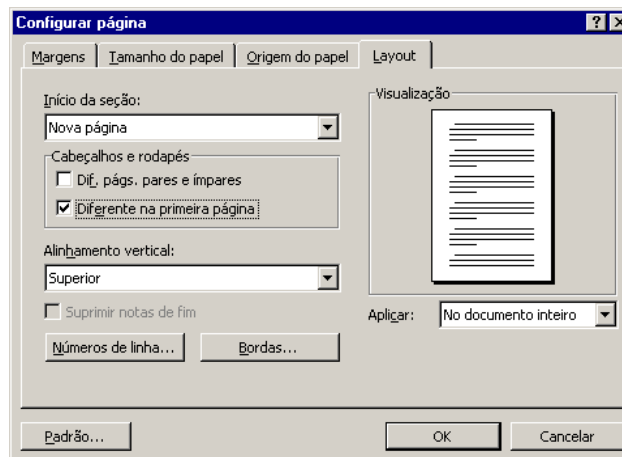 Configurar página
Margens Tamanho do papel Origem do papel Layout
Início da seção:
Nova página
Cabeçalhos e rodapés
Dif. págs. pares e ímpares
Diferente na primeira página
Alinhamento vertical:
Superior
Suprimir notas de fim
Números de linha... Bordas...
Visualização
Aplicar: No documento inteiro
Padrão... OK Cancelar